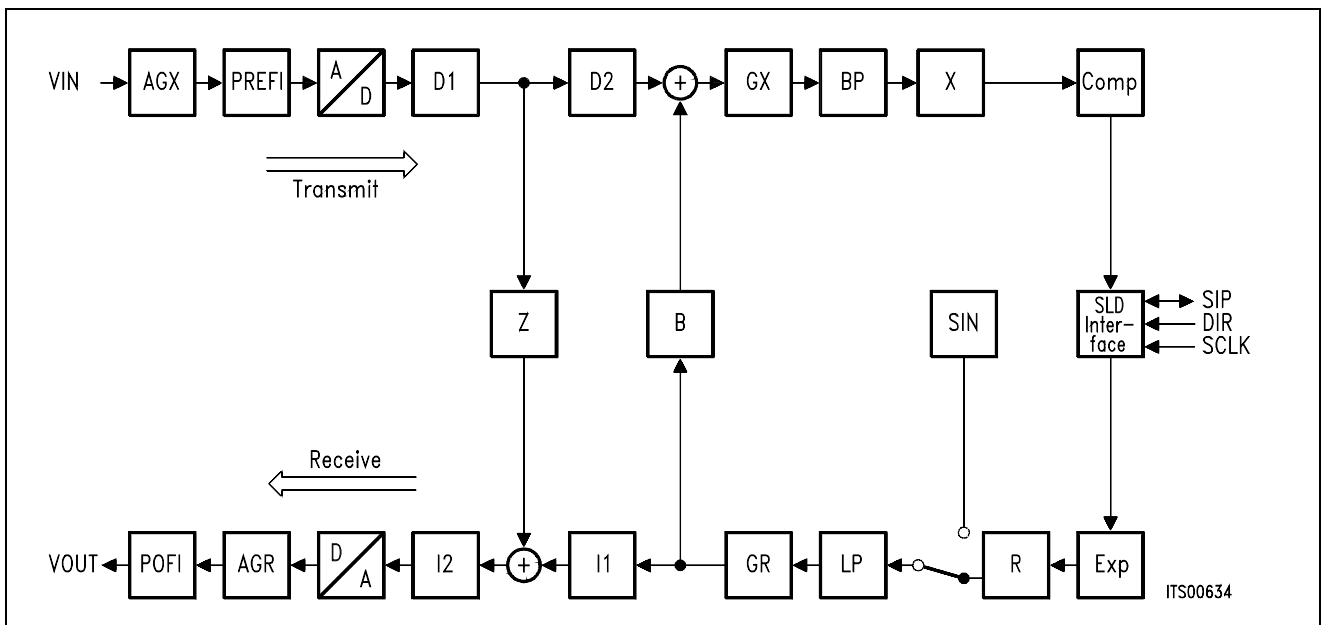 VIN AGX PREFI A D D1 D2 + GX BP X Comp
Transmit
Z B SIN SLD Inter- face SIP DIR SCLK
Receive
VOUT POFI AGR D A I2 + I1 GR LP R Exp
ITS00634